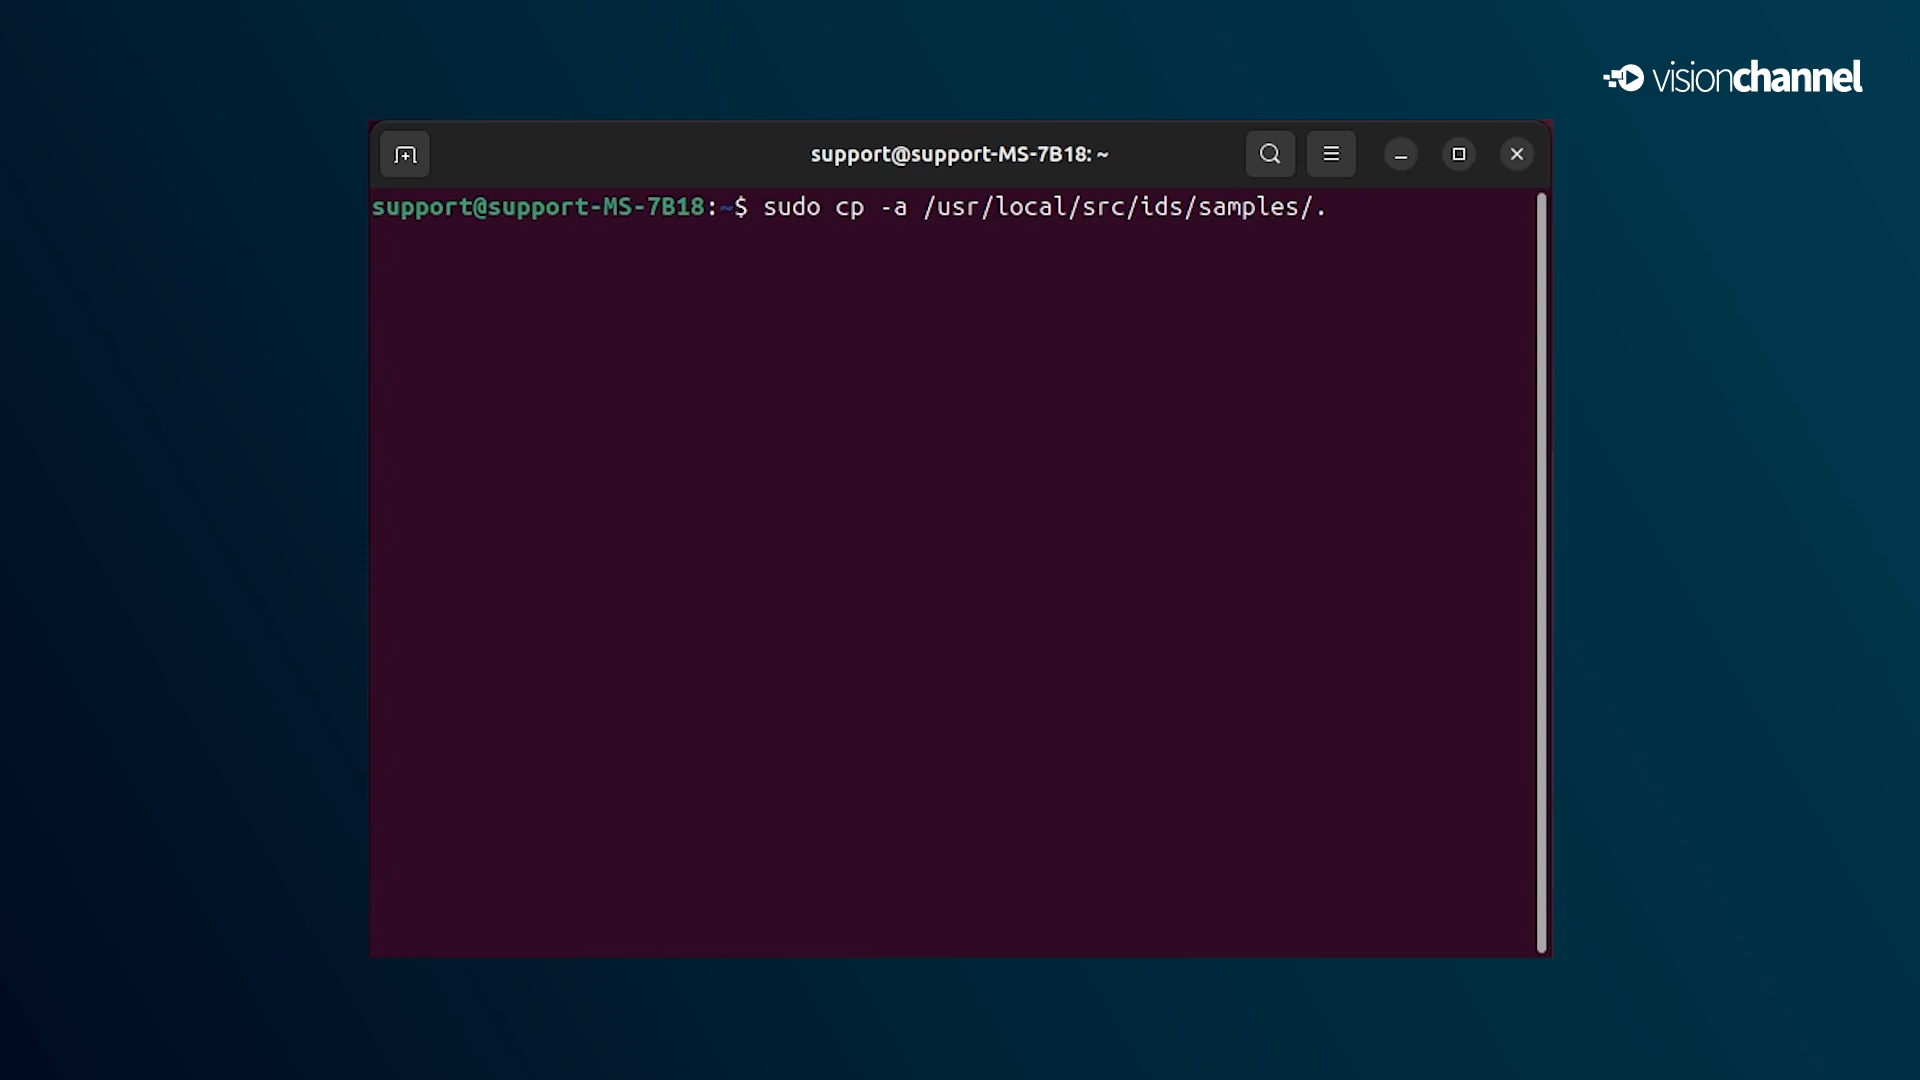 visionchannel
support@support-MS-7B18: ~
support@support-MS-7B18:~$ sudo cp -a /usr/local/src/ids/samples/.